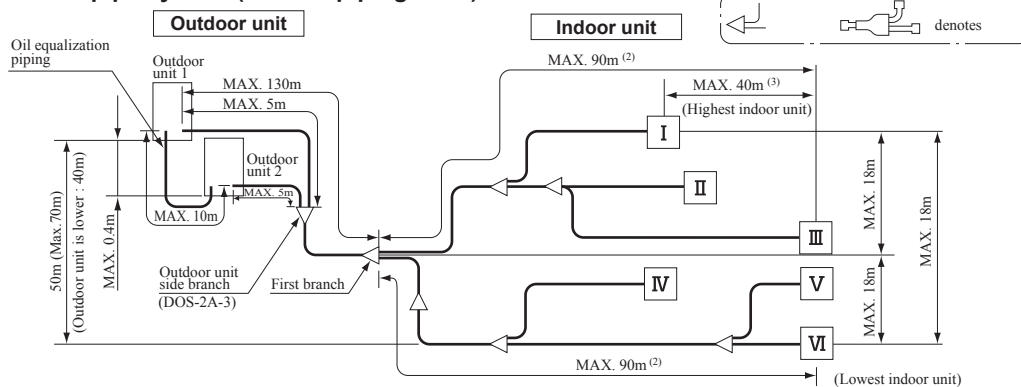 Outdoor unit
Indoor unit
denotes
Oil equalization
piping
Outdoor
unit 1
MAX. 130m
MAX. 5m
MAX. 90m (2)
MAX. 40m (3)
(Highest indoor unit)
I
II
III
Outdoor
unit 2
MAX. 5m
MAX. 10m
50m (Max.70m)
(Outdoor unit is lower : 40m)
MAX. 0.4m
Outdoor unit
side branch
(DOS-2A-3)
First branch
IV
V
VI
MAX. 18m
MAX. 18m
MAX. 18m
MAX. 90m (2)
(Lowest indoor unit)